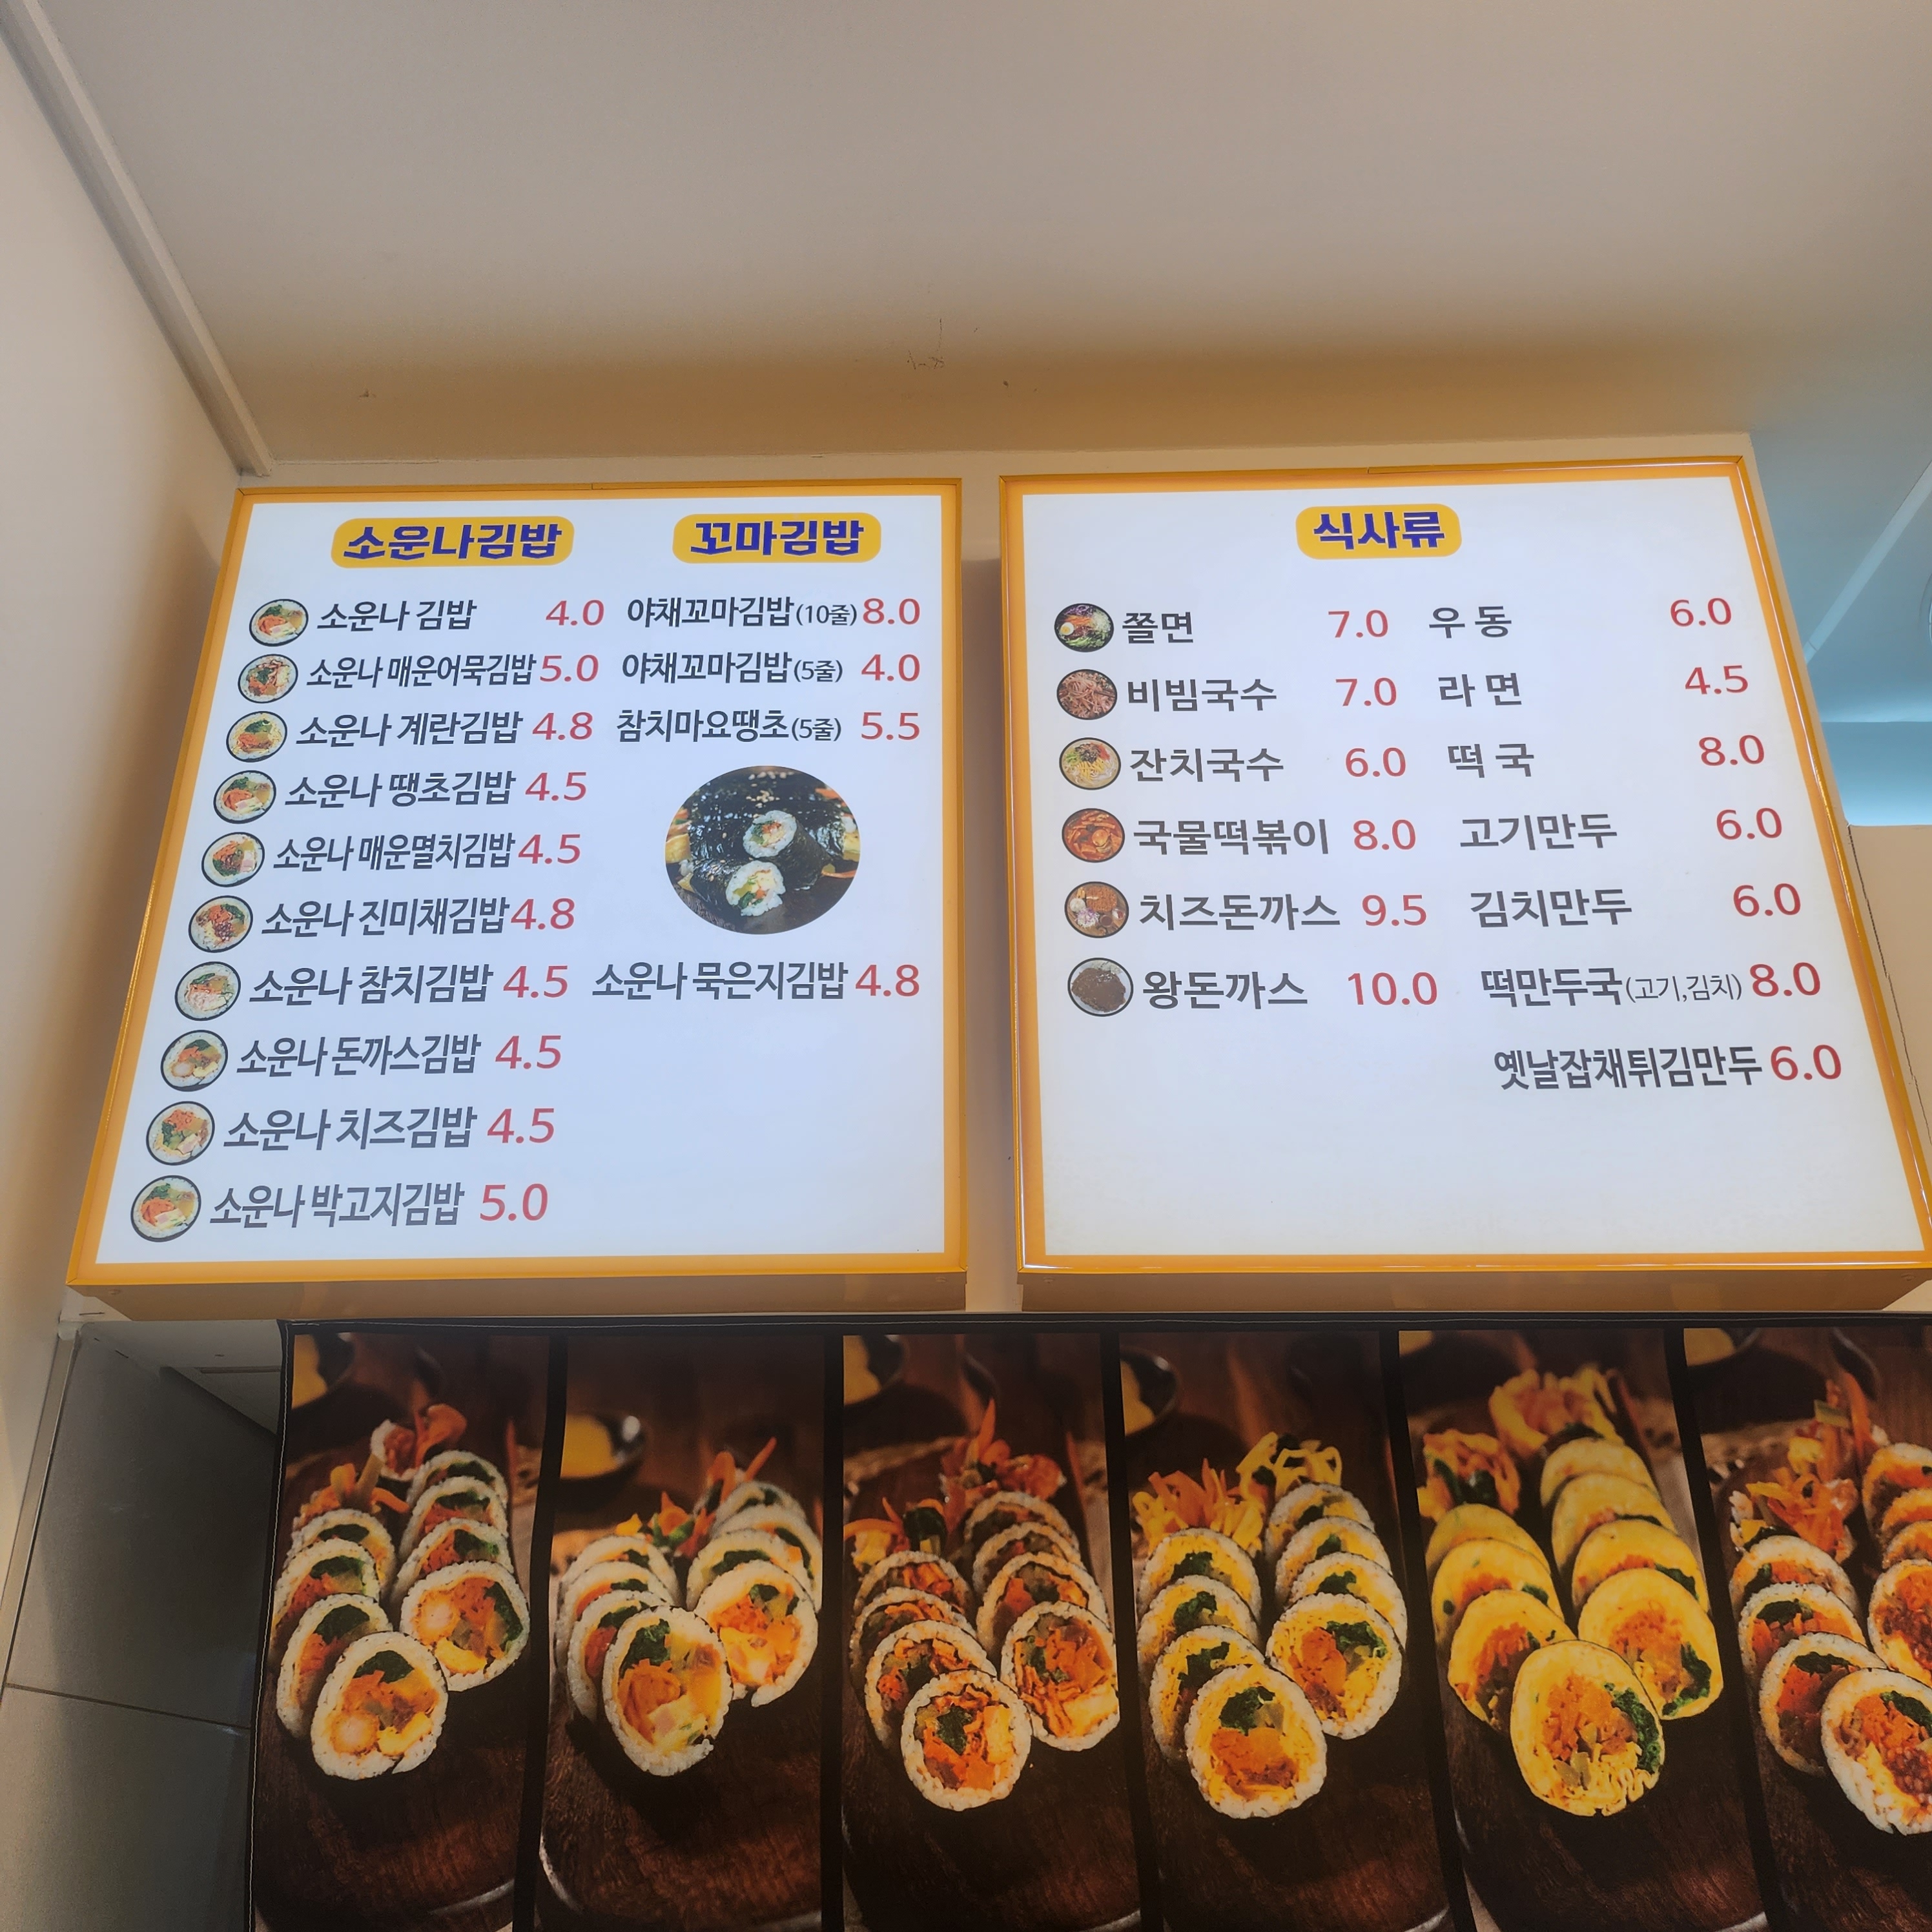 소운나김밥
소운나 김밥 4.0
소운나 매운어묵김밥 5.0
소운나 계란김밥 4.8
소운나 땡초김밥 4.5
소운나 매운멸치김밥 4.5
소운나 진미채김밥 4.8
소운나 참치김밥 4.5
소운나 돈까스김밥 4.5
소운나 치즈김밥 4.5
소운나 박고지김밥 5.0
꼬마김밥
야채꼬마김밥(10줄) 8.0
야채꼬마김밥(5줄) 4.0
참치마요땡초(5줄) 5.5
소운나 묵은지김밥 4.8
식사류
쫄면 7.0
비빔국수 7.0
잔치국수 6.0
국물떡볶이 8.0
치즈돈까스 9.5
왕돈까스 10.0
우 동 6.0
라 면 4.5
떡 국 8.0
고기만두 6.0
김치만두 6.0
떡만두국(고기,김치) 8.0
옛날잡채튀김만두 6.0